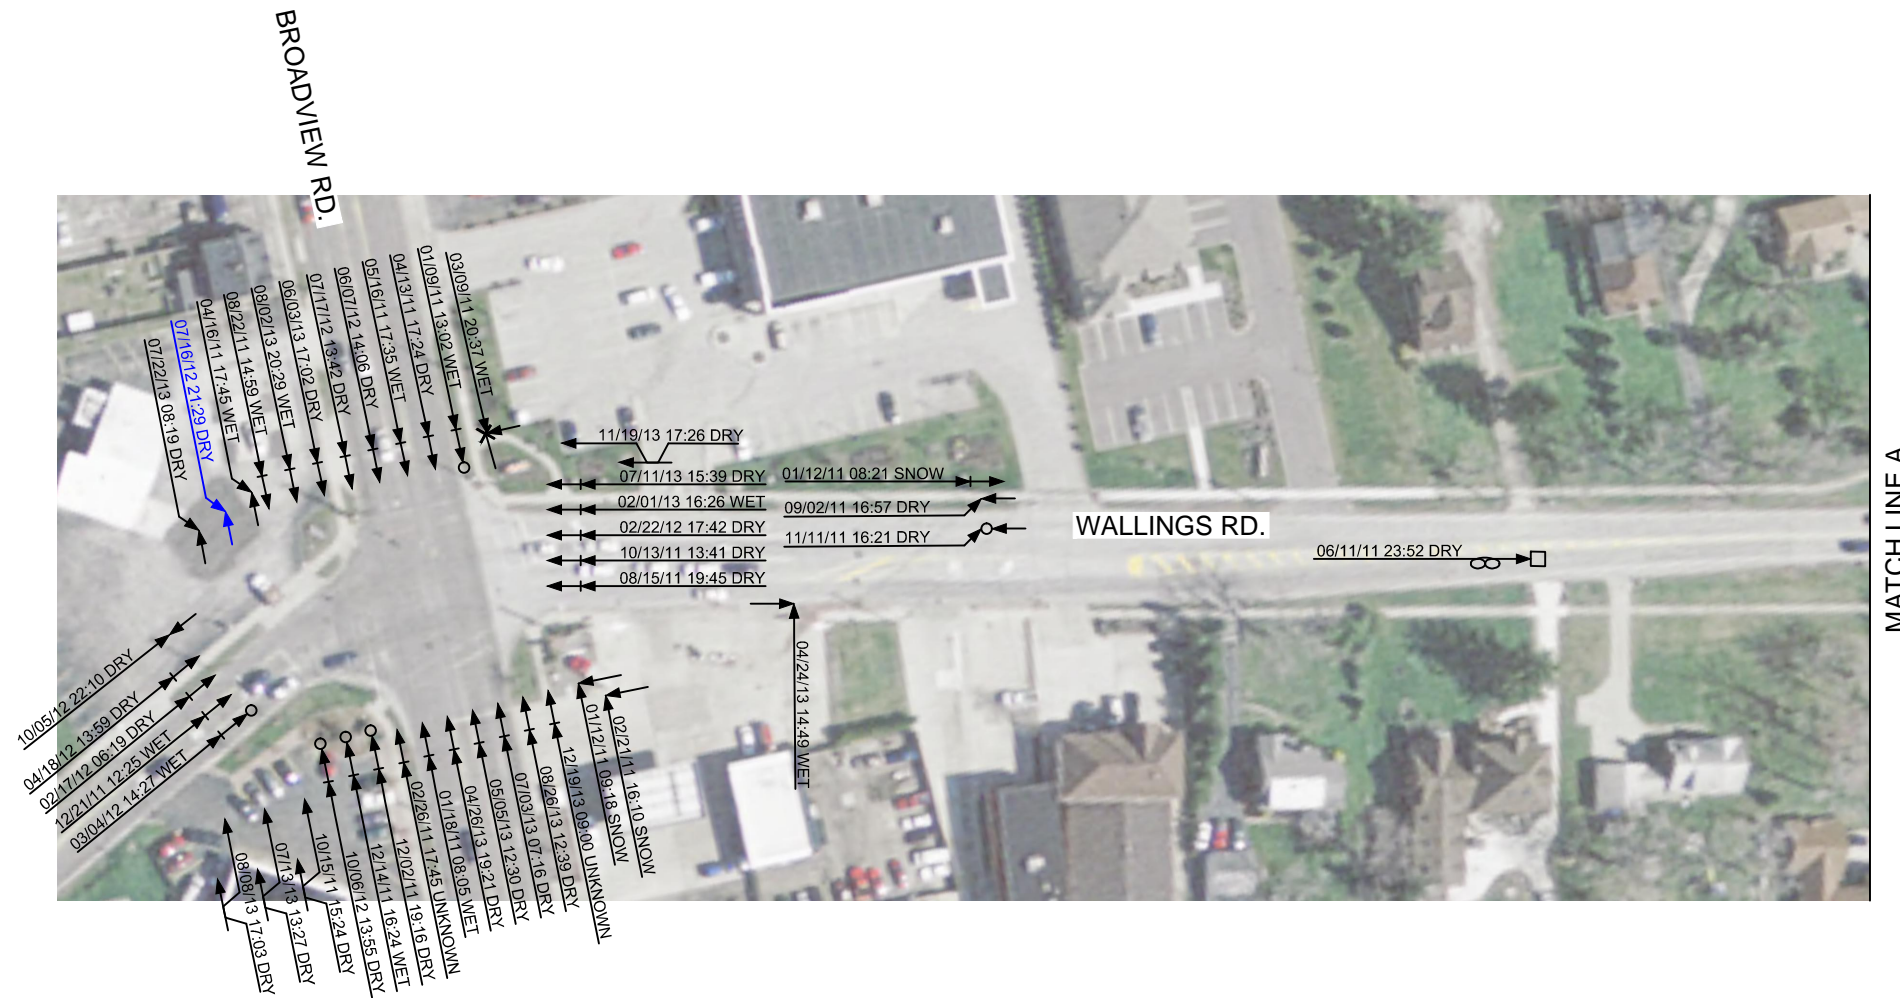 BROADVIEW RD.
07/22/13 08:19 DRY
07/16/12 21:29 DRY
04/16/11 17:45 WET
08/22/11 14:59 WET
08/02/13 20:29 WET
06/03/13 17:02 DRY
07/17/12 13:42 DRY
06/07/12 14:06 DRY
05/16/11 17:35 WET
04/13/11 17:24 DRY
01/09/11 13:02 WET
03/09/11 20:37 WET
11/19/13 17:26 DRY
07/11/13 15:39 DRY
02/01/13 16:26 WET
02/22/12 17:42 DRY
10/13/11 13:41 DRY
08/15/11 19:45 DRY
01/12/11 08:21 SNOW
09/02/11 16:57 DRY
11/11/11 16:21 DRY
WALLINGS RD.
06/11/11 23:52 DRY
MATCH LINE A
04/24/13 14:49 WET
10/05/12 22:10 DRY
04/18/12 13:59 DRY
02/17/12 06:19 DRY
12/21/11 12:25 WET
03/04/12 14:27 WET
08/08/13 17:03 DRY
07/13/13 13:27 DRY
10/15/11 15:24 DRY
10/06/12 13:55 DRY
12/14/11 16:24 WET
12/02/11 19:16 DRY
02/26/11 17:45 UNKNOWN
01/18/11 08:05 WET
04/26/13 19:21 DRY
05/05/13 12:30 DRY
07/03/13 07:16 DRY
08/26/13 12:39 DRY
12/19/13 09:00 UNKNOWN
01/12/11 09:18 SNOW
02/21/11 16:10 SNOW